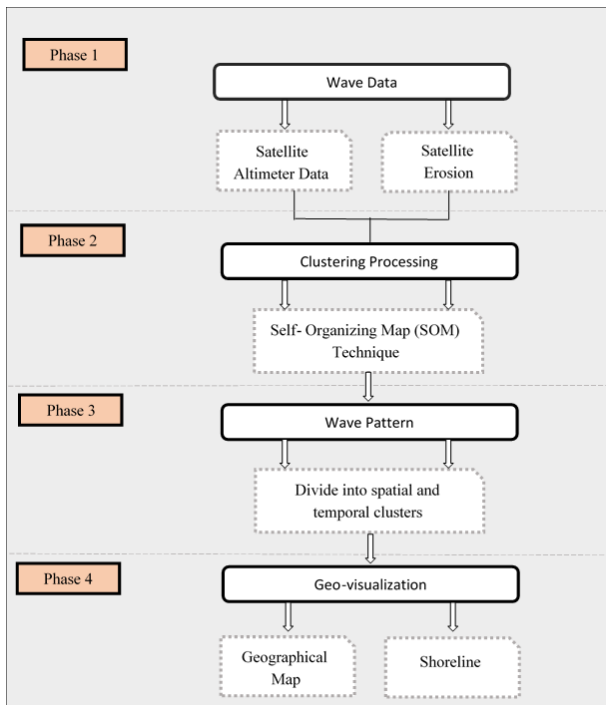 Phase 1
Wave Data
Satellite
Altimeter Data
Satellite
Erosion
Phase 2
Clustering Processing
Self- Organizing Map (SOM)
Technique
Phase 3
Wave Pattern
Divide into spatial and
temporal clusters
Phase 4
Geo-visualization
Geographical
Map
Shoreline